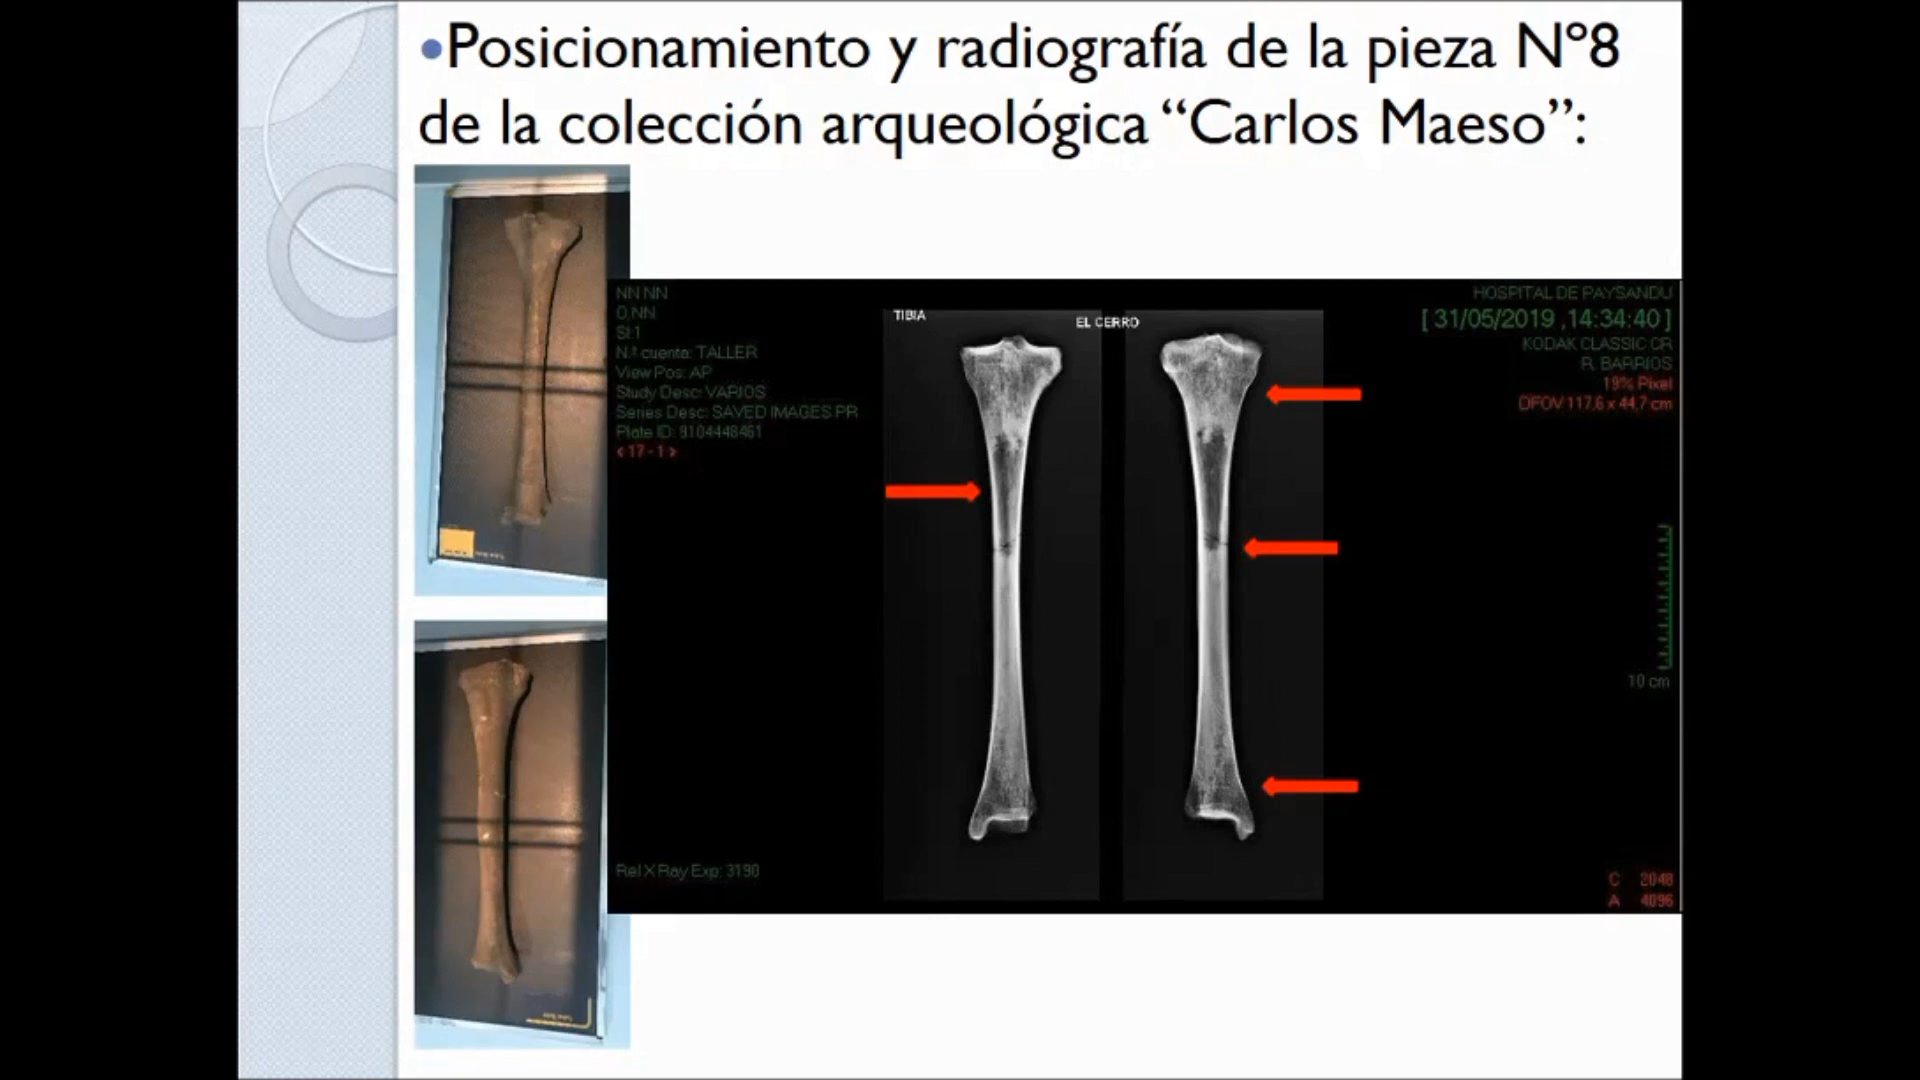 •Posicionamiento y radiografía de la pieza Nº8
de la colección arqueológica “Carlos Maeso”:
NN NN
O,NN
St:1
N.º cuenta: TALLER
View Pos: AP
Study Desc: VARIOS
Series Desc: SAVED IMAGES PR
Plate ID: 9104448461
<17-1>
TIBIA
EL CERRO
HOSPITAL DE PAYSANDU
[ 31/05/2019 ,14:34:40 ]
KODAK CLASSIC CR
R. BARRIOS
19% Pixel
DFOV 117,6 x 44,7 cm
10 cm
Rel X Ray Exp: 3190
C 2048
A 4096